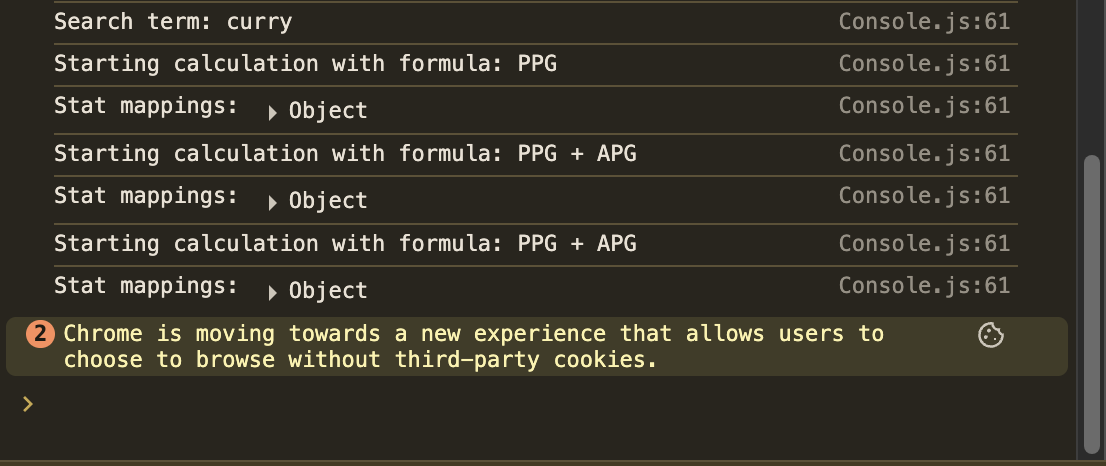 Search term: curry Console.js:61
Starting calculation with formula: PPG Console.js:61
Stat mappings: Object Console.js:61
Starting calculation with formula: PPG + APG Console.js:61
Stat mappings: Object Console.js:61
Starting calculation with formula: PPG + APG Console.js:61
Stat mappings: Object Console.js:61
2 Chrome is moving towards a new experience that allows users to
choose to browse without third-party cookies.